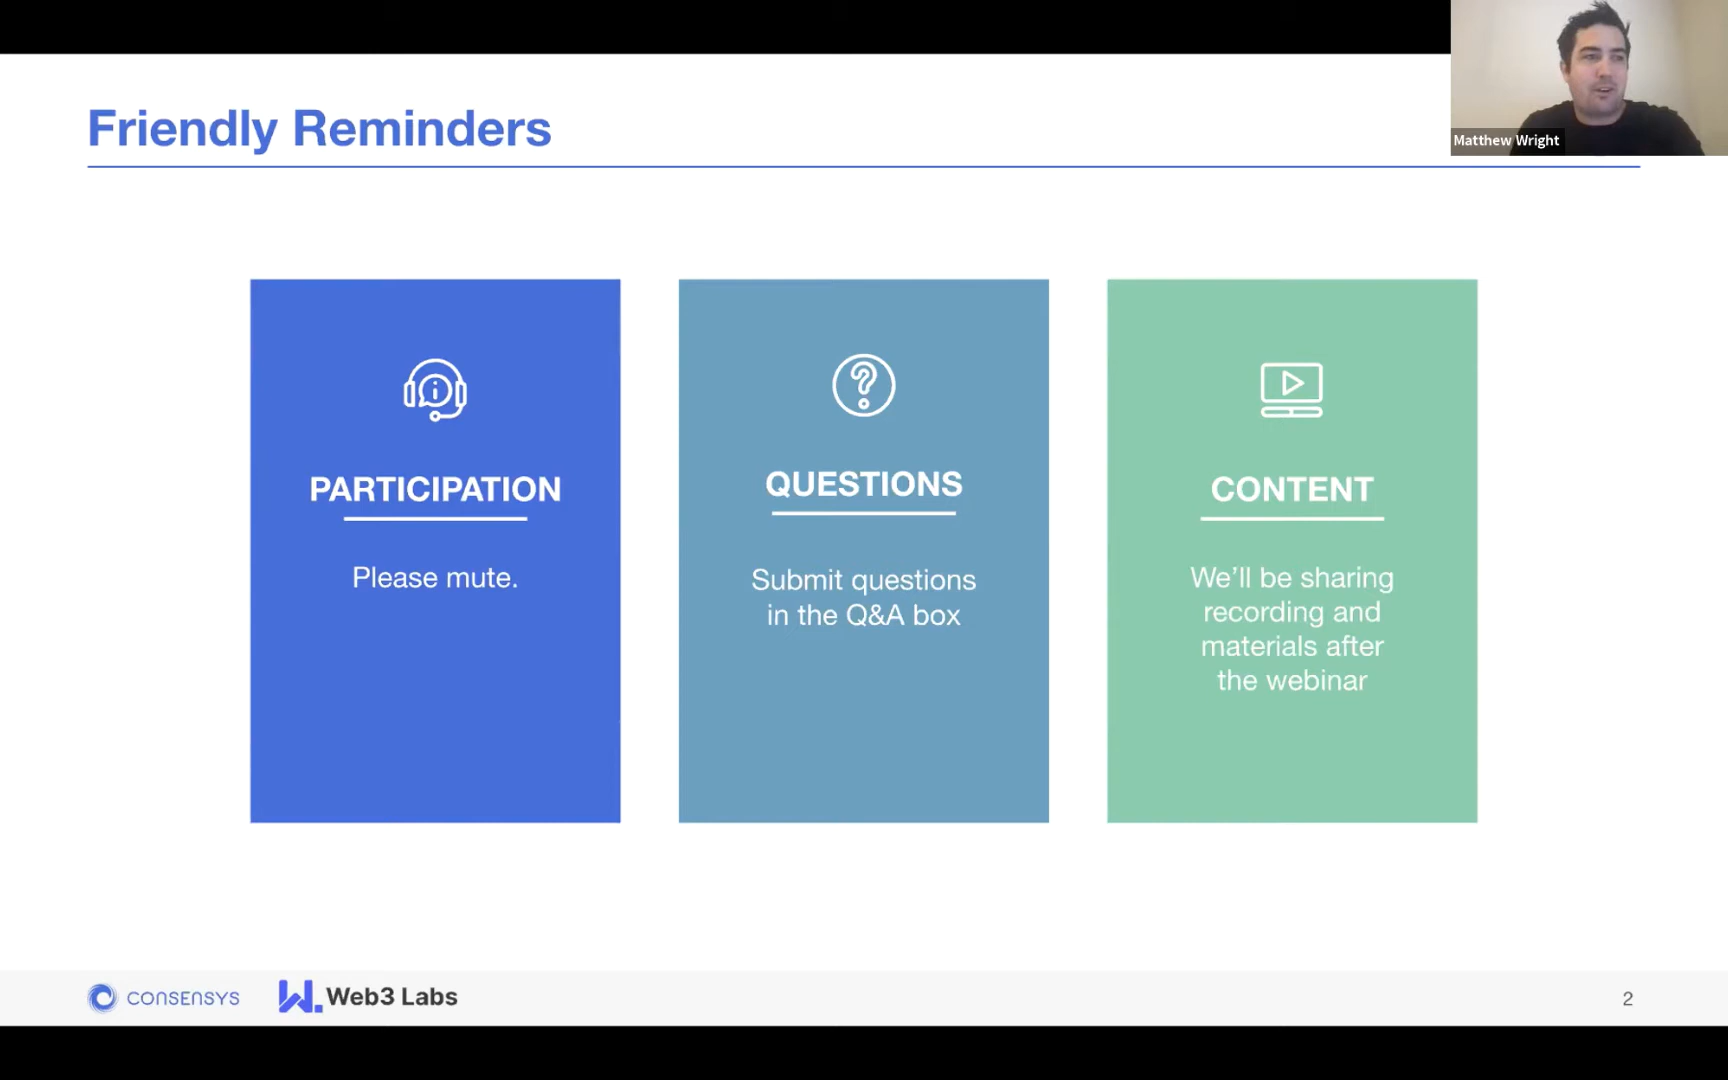 Friendly Reminders
Matthew Wright
PARTICIPATION
Please mute.
QUESTIONS
Submit questions
in the Q&A box
CONTENT
We'll be sharing
recording and
materials after
the webinar
CONSENSYS
Web3 Labs
2